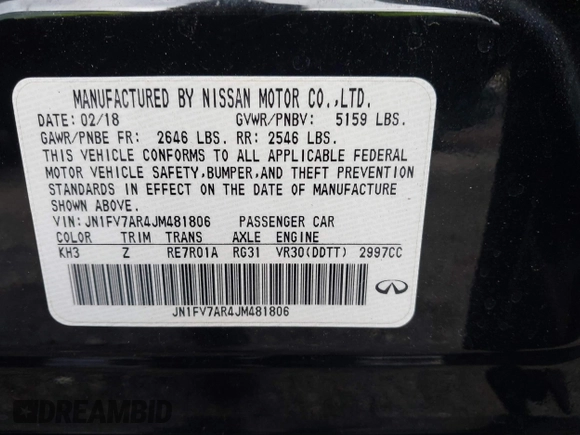 MANUFACTURED BY NISSAN MOTOR CO.,LTD.
DATE: 02/18 GVWR/PNBV: 5159 LBS.
GAWR/PNBE FR: 2646 LBS. RR: 2546 LBS.
THIS VEHICLE CONFORMS TO ALL APPLICABLE FEDERAL
MOTOR VEHICLE SAFETY,BUMPER,AND THEFT PREVENTION
STANDARDS IN EFFECT ON THE DATE OF MANUFACTURE
SHOWN ABOVE.
VIN:JN1FV7AR4JM481806 PASSENGER CAR
COLOR TRIM TRANS AXLE ENGINE
KH3 Z RE7R01A RG31 VR30(DDTT) 2997CC
JN1FV7AR4JM481806
DREAMBID